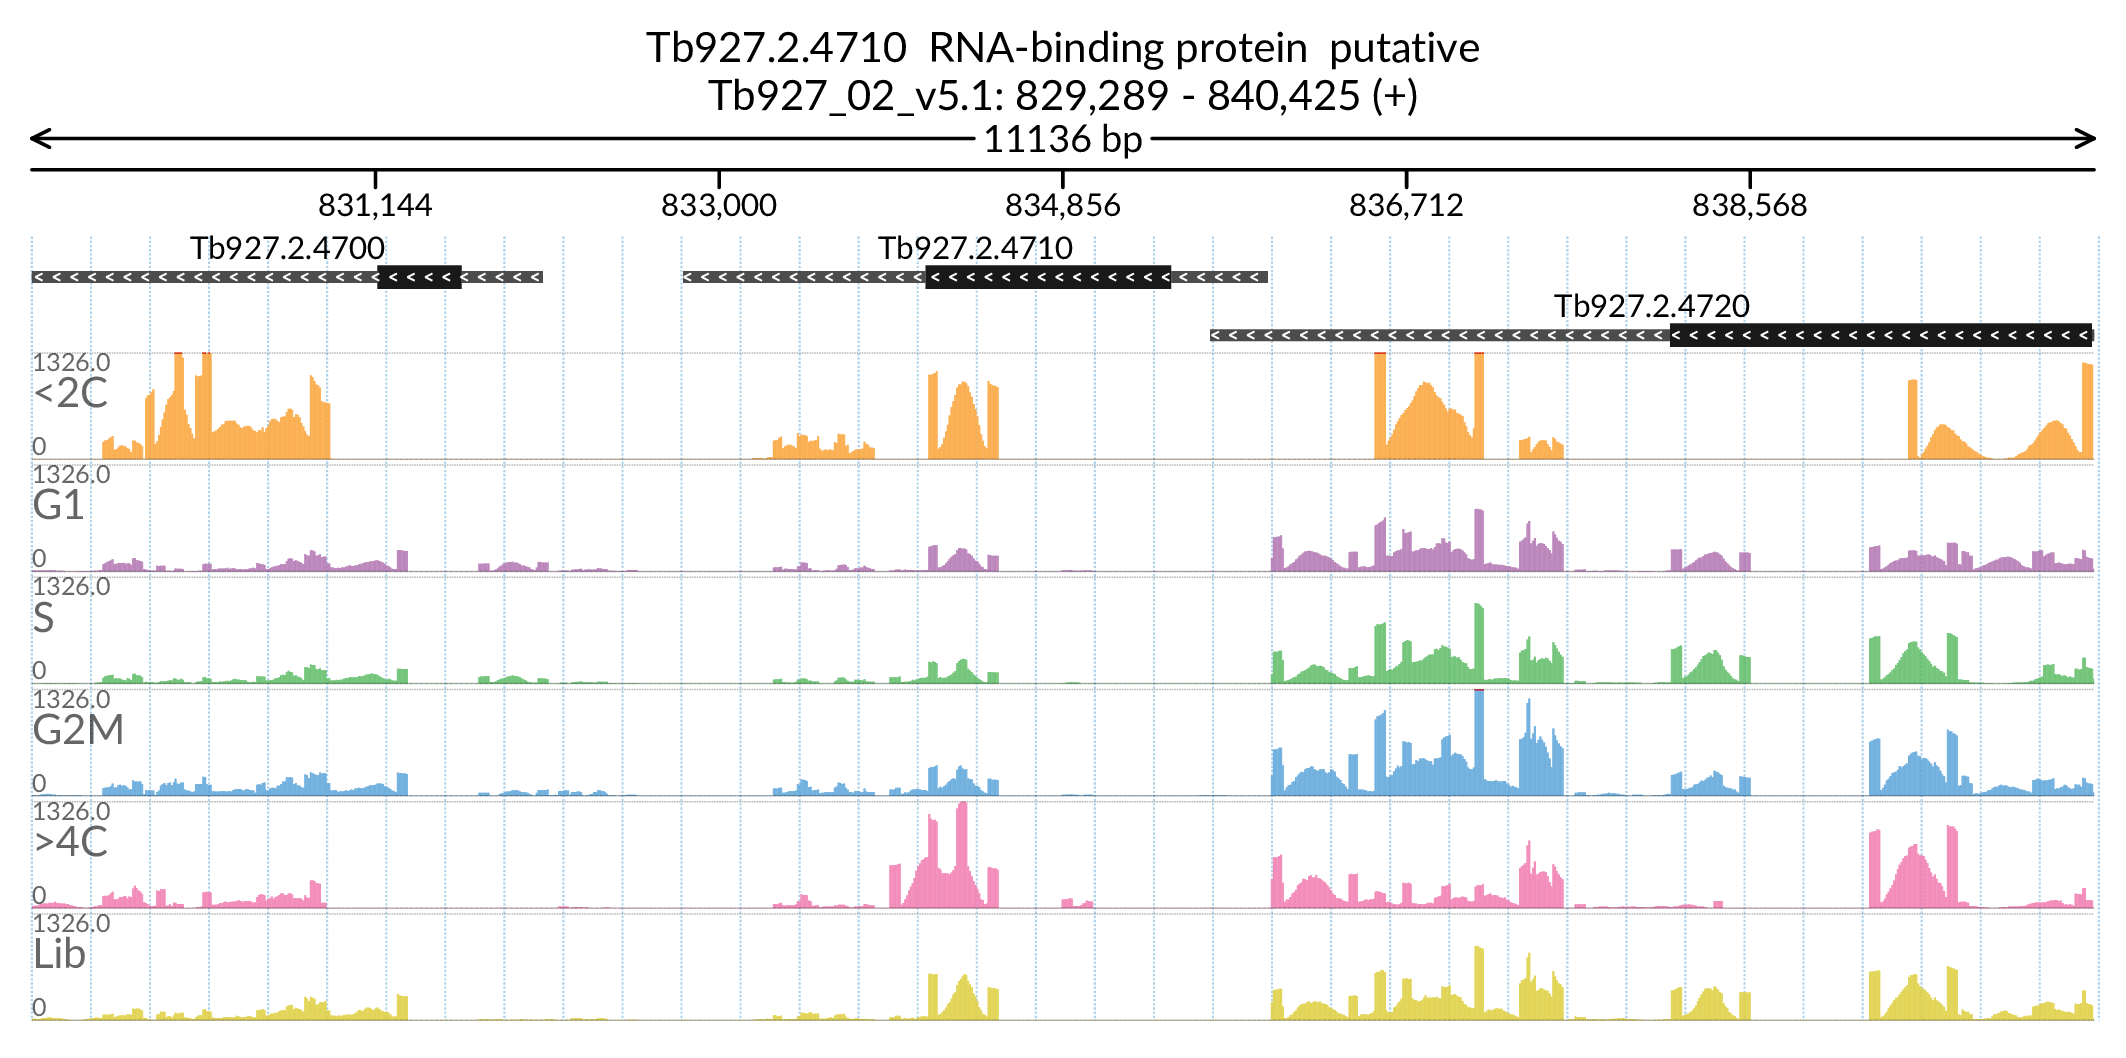 Tb927.2.4710  RNA-binding protein  putative
Tb927_02_v5.1: 829,289 - 840,425 (+)
11136 bp
831,144 833,000 834,856 836,712 838,568
Tb927.2.4700 Tb927.2.4710
Tb927.2.4720
1326.0
<2C
0
1326.0
G1
0
1326.0
S
0
1326.0
G2M
0
1326.0
>4C
0
1326.0
Lib
0